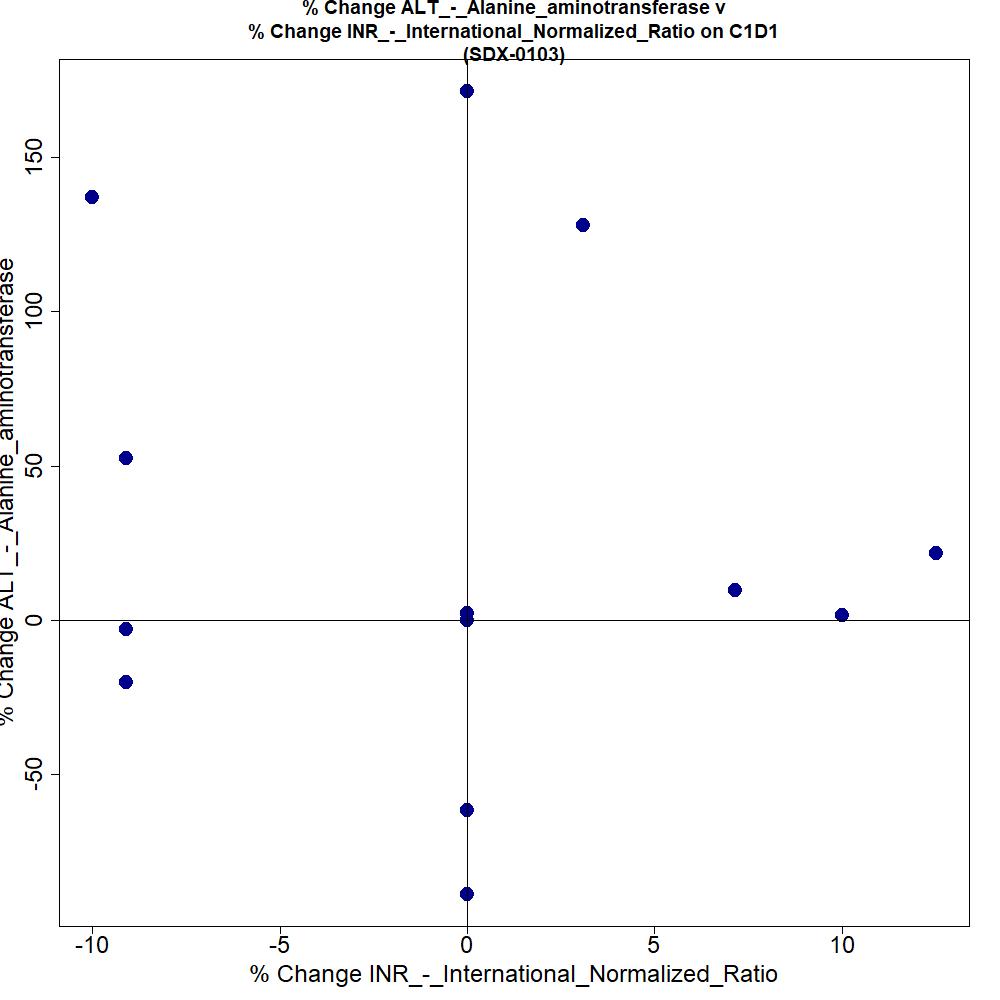 % Change ALT_-_Alanine_aminotransferase v
% Change INR_-_International_Normalized_Ratio on C1D1
(SDX-0103)
% Change ALT_-_Alanine_aminotransferase
150
100
50
0
-50
-10
-5
0
5
10
% Change INR_-_International_Normalized_Ratio